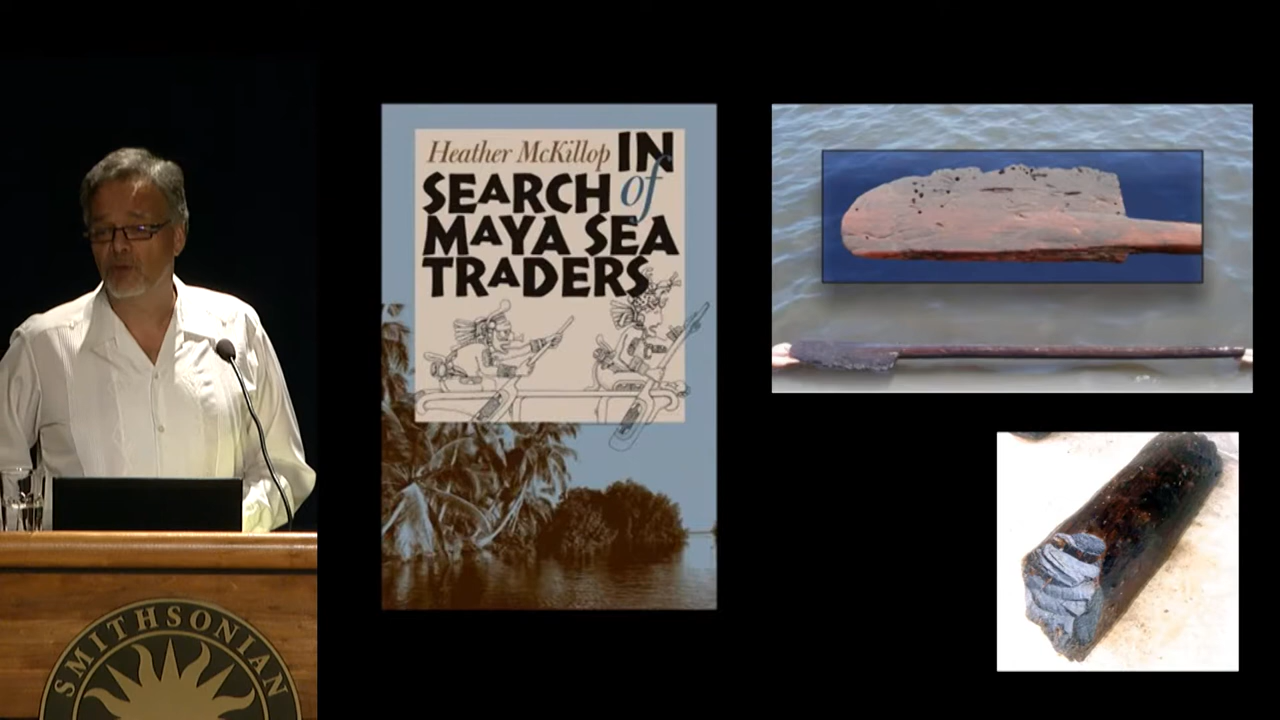 Heather McKillop IN
SEARCH of
MAYA SEA
TRADERS
SMITHSONIAN